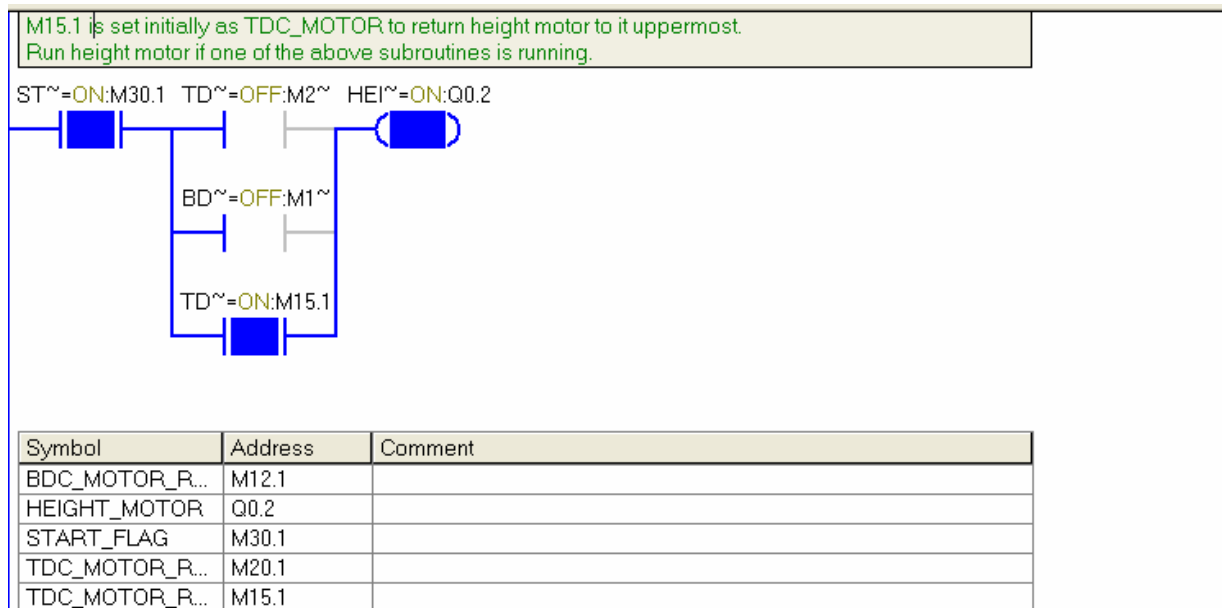 M15.1 is set initially as TDC_MOTOR to return height motor to it uppermost.
Run height motor if one of the above subroutines is running.
ST~=ON:M30.1 TD~=OFF:M2~ HEI~=ON:Q0.2
BD~=OFF:M1~
TD~=ON:M15.1
Symbol Address Comment
BDC_MOTOR_R... M12.1
HEIGHT_MOTOR Q0.2
START_FLAG M30.1
TDC_MOTOR_R... M20.1
TDC_MOTOR_R... M15.1